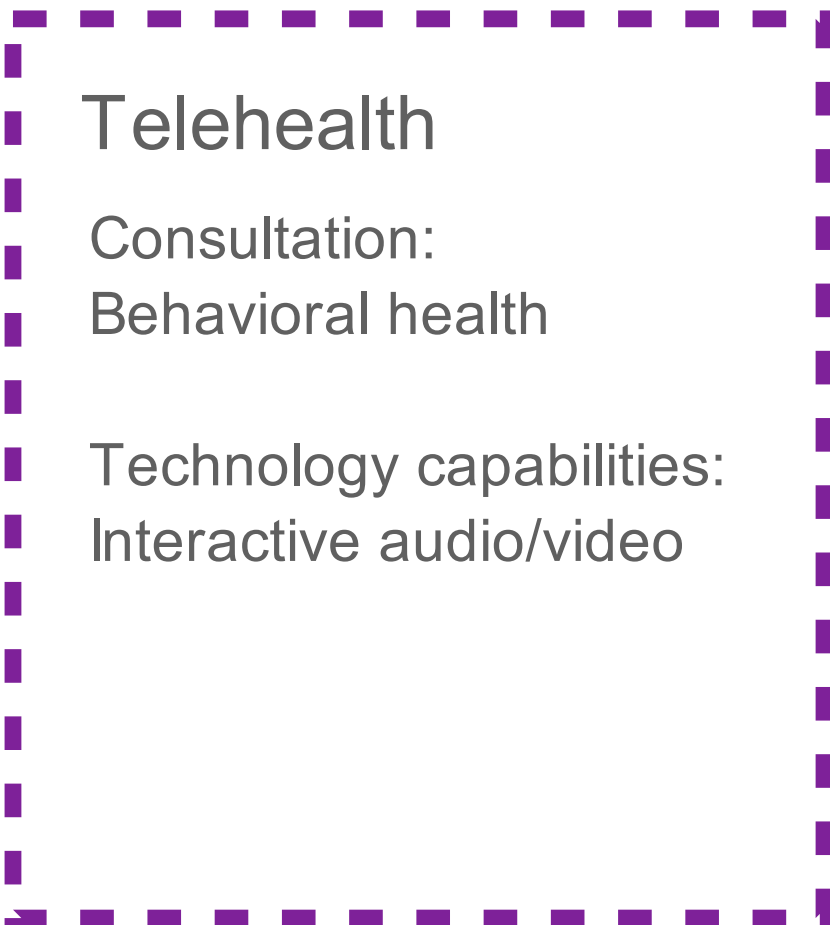 Telehealth
Consultation:
Behavioral health
Technology capabilities:
Interactive audio/video